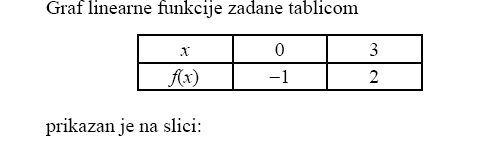 Graf linearne funkcije zadane tablicom
x 0 3
f(x) −1 2
prikazan je na slici: